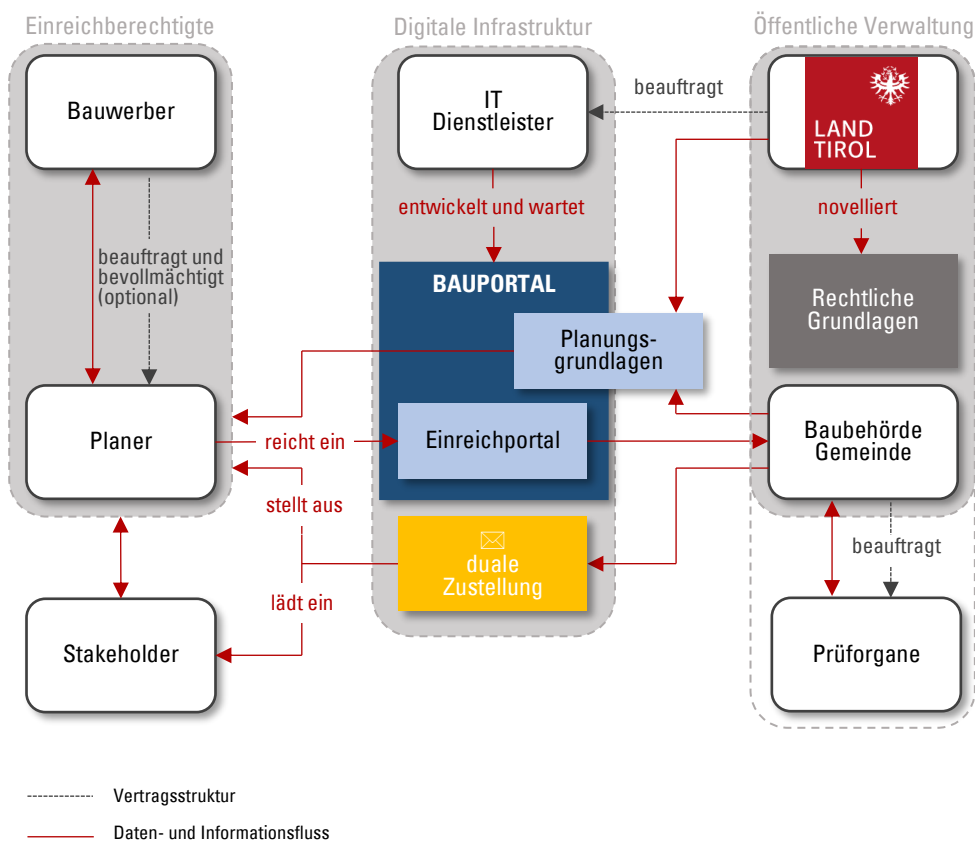 Einreichberechtigte
Digitale Infrastruktur
Öffentliche Verwaltung
Bauwerber
IT
Dienstleister
beauftragt
LAND
TIROL
entwickelt und wartet
novelliert
beauftragt und
bevollmächtigt
(optional)
BAUPORTAL
Rechtliche
Grundlagen
Planungs-
grundlagen
Planer
reicht ein
Einreichportal
Baubehörde
Gemeinde
stellt aus
duale
Zustellung
beauftragt
lädt ein
Stakeholder
Prüforgane
Vertragsstruktur
Daten- und Informationsfluss